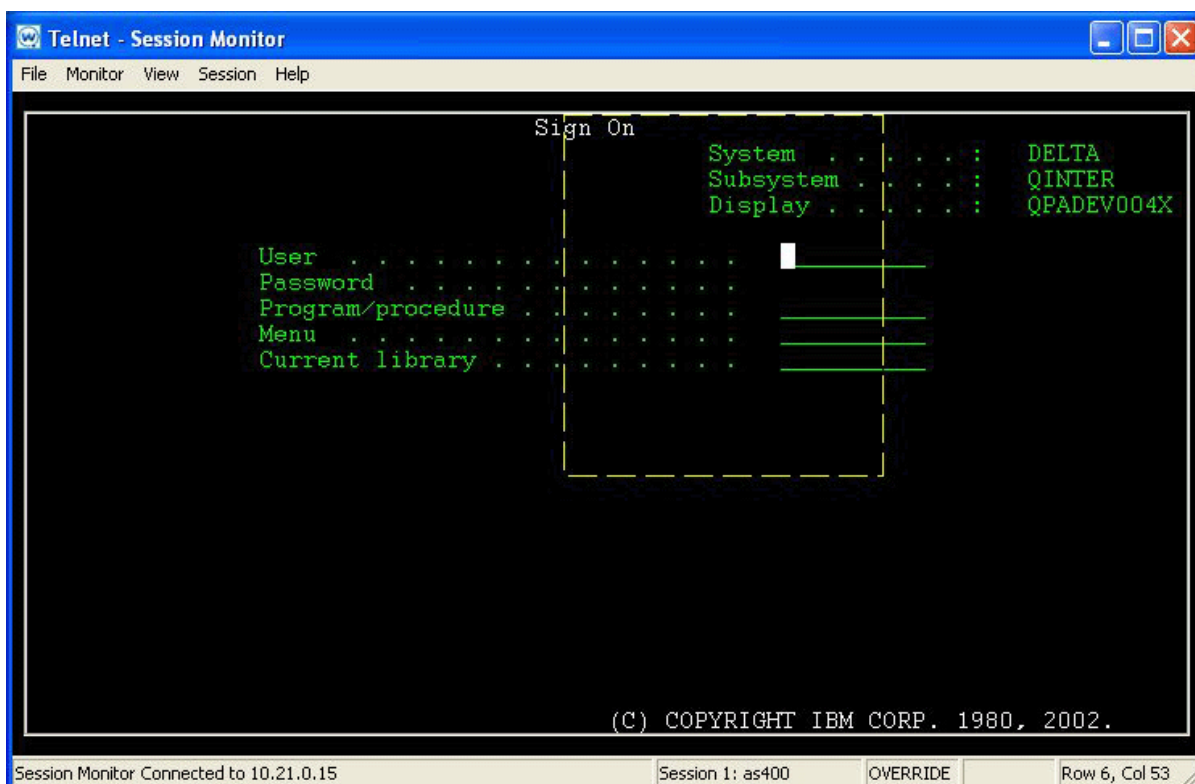 Telnet - Session Monitor
File Monitor View Session Help
Sign On
System . . . . . : DELTA
Subsystem . . . . : QINTER
Display . . . . . : QPADEV004X
User . . . . . . . . . . . . . .
Password . . . . . . . . . . . .
Program/procedure . . . . . . . .
Menu . . . . . . . . . . . . . .
Current library . . . . . . . . .
(C) COPYRIGHT IBM CORP. 1980, 2002.
Session Monitor Connected to 10.21.0.15 Session 1: as400 OVERRIDE Row 6, Col 53